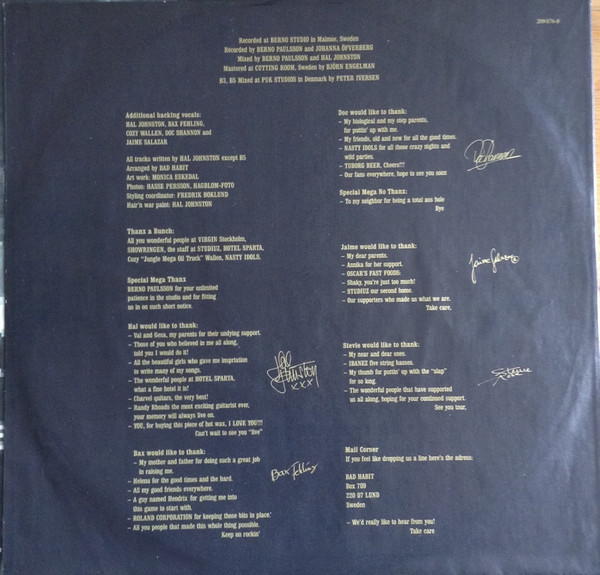 209 876-8
Recorded at BERNO STUDIO in Malmoe, Sweden
Recorded by BERNO PAULSSON and JOHANNA ÖFVERBERG
Mixed by BERNO PAULSSON and HAL JOHNSTON
Mastered at CUTTING ROOM, Sweden by BJÖRN ENGELMAN
B3, B5 Mixed at PUK STUDIOS in Denmark by PETER IVERSEN
Additional backing vocals:
HAL JOHNSTON, BAX FEHLING,
COZY WALLEN, DOC SHANNON and
JAIME SALAZAR
All tracks written by HAL JOHNSTON except B5
Arranged by BAD HABIT
Art work: MONICA ESKEDAL
Photos: HASSE PERSSON, HAGBLOM-FOTO
Styling coordinator: FREDRIK BOKLUND
Hair'n war paint: HAL JOHNSTON
Thanx a Bunch:
All you wonderful people at VIRGIN Stockholm,
SHOWRINGEN, the staff at STUDIUZ, HOTEL SPARTA,
Cozy "Jungle Mega Oil Truck" Wallen, NASTY IDOLS.
Special Mega Thanx
BERNO PAULSSON for your unlimited
patience in the studio and for fitting
us in on such short notice.
Hal would like to thank:
– Val and Gena, my parents for their undying support.
– Those of you who believed in me all along,
told you I would do it!
– All the beautiful girls who gave me inspriation
to write many of my songs.
– The wonderful people at HOTEL SPARTA,
what a fine hotel it is!
– Charvel guitars, the very best!
– Randy Rhoads the most exciting guitarist ever,
your memory will always live on.
– YOU, for buying this piece of hot wax, I LOVE YOU!!!
Can't wait to see you "live"
Hal Johnston xxx
Bax would like to thank:
– My mother and father for doing such a great job
in raising me.
– Helena for the good times and the hard.
– All my good friends everywhere.
– A guy named Hendrix for getting me into
this game to start with.
– ROLAND CORPORATION for keeping those bits in place.
– All you people that made this whole thing possible.
Keep on rockin'
Bax Fehling
Doc would like to thank:
– My biological and my step parents,
for puttin' up with me.
– My friends, old and new for all the good times.
– NASTY IDOLS for all those crazy nights and
wild parties.
– TUBORG BEER, Cheers!!!
– Our fans everywhere, hope to see you soon
Special Mega No Thanx:
– To my neighbor for being a total ass hole
Bye
Jaime would like to thank:
– My dear parents.
– Annika for her support.
– OSCAR'S FAST FOODS:
– Shaky, you're just too much!
– STUDIUZ our second home.
– Our supporters who made us what we are.
Take care,
Stevie would like to thank:
– My near and dear ones.
– IBANEZ five string basses.
– My thumb for puttin' up with the "slap"
for so long.
– The wonderful people that have supported
us all along, hoping for your continued support.
See you tour,
Mail Corner
If you feel like dropping us a line here's the adress:
BAD HABIT
Box 709
220 07 LUND
Sweden
– We'd really like to hear from you!
Take care